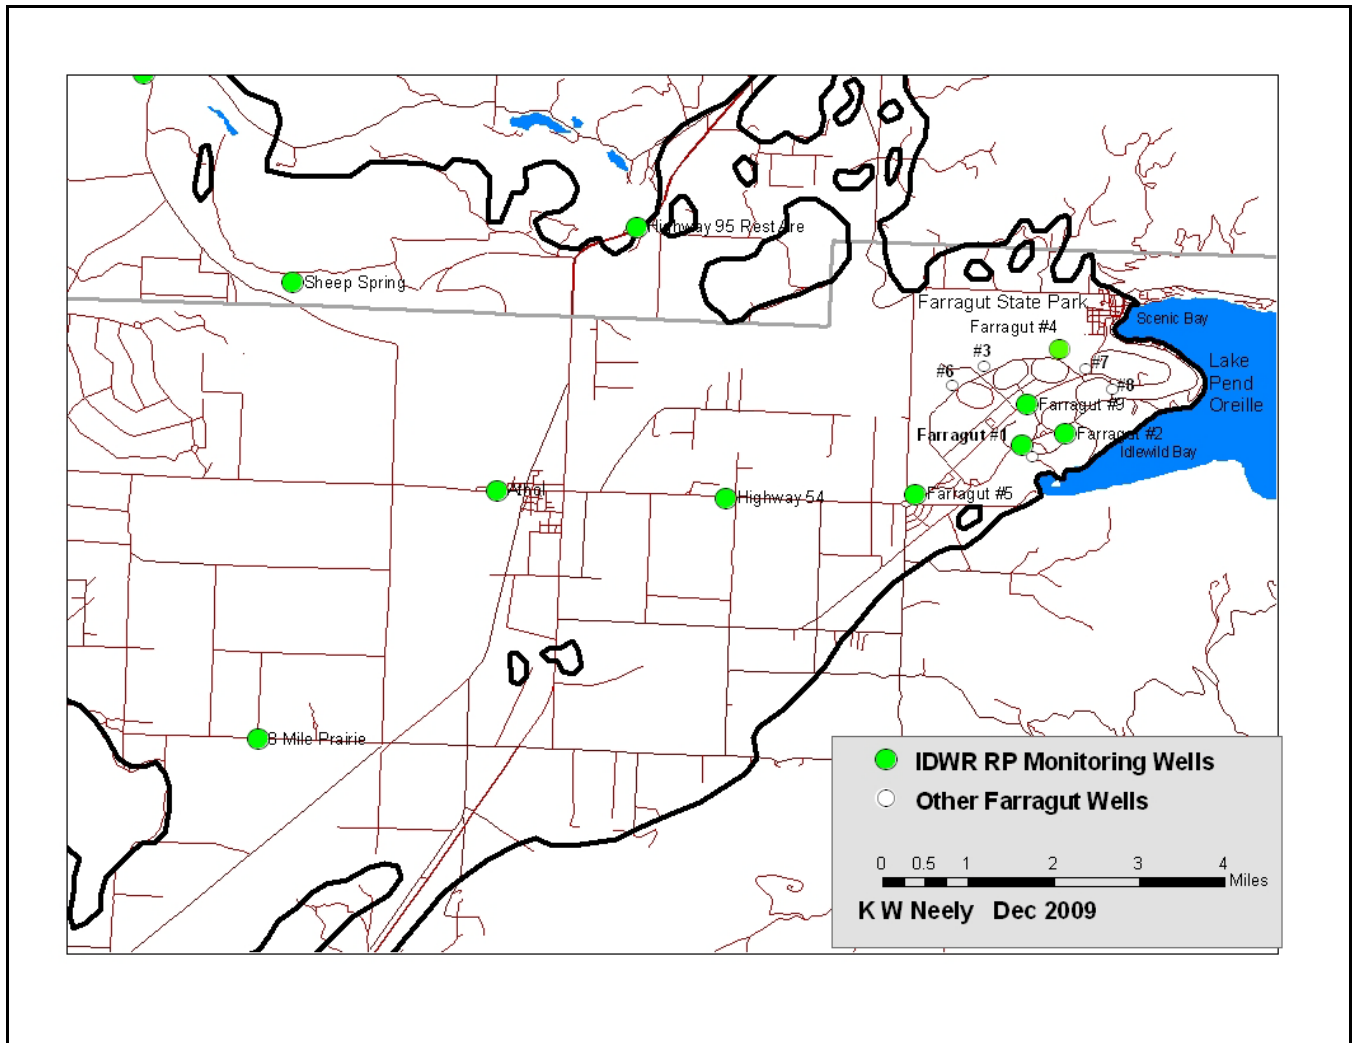 Highway 95 Rest Are
Sheep Spring
Farragut State Park
Scenic Bay
Farragut #4
#3
#7
Lake
Pend
Oreille
#6
#8
Farragut #9
Farragut #1
Farragut #2
Idlewild Bay
Athol
Highway 54
Farragut #5
8 Mile Prairie
IDWR RP Monitoring Wells
Other Farragut Wells
0 0.5 1 2 3 4
Miles
K W Neely Dec 2009